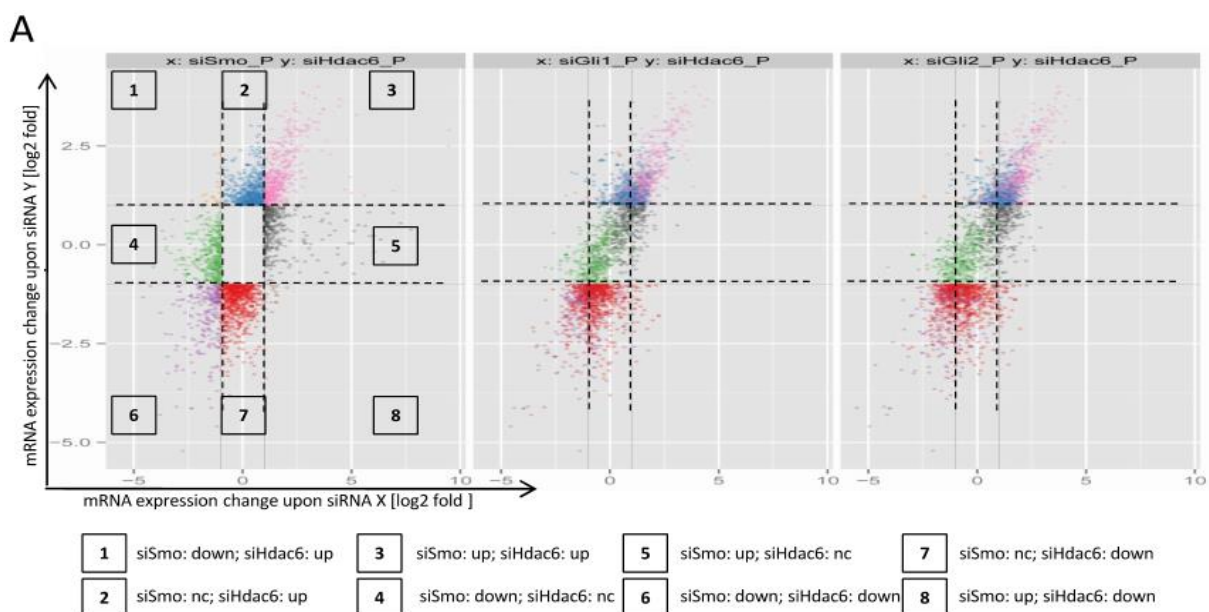 A
x: siSmo_P y: siHdac6_P
x: siGli1_P y: siHdac6_P
x: siGli2_P y: siHdac6_P
mRNA expression change upon siRNA Y [log2 fold]
1
2
3
2.5
0.0
4
5
−2.5
6
7
8
−5.0
−5 0 5 10
−5 0 5 10
−5 0 5 10
mRNA expression change upon siRNA X [log2 fold ]
1 siSmo: down; siHdac6: up
3 siSmo: up; siHdac6: up
5 siSmo: up; siHdac6: nc
7 siSmo: nc; siHdac6: down
2 siSmo: nc; siHdac6: up
4 siSmo: down; siHdac6: nc
6 siSmo: down; siHdac6: down
8 siSmo: up; siHdac6: down